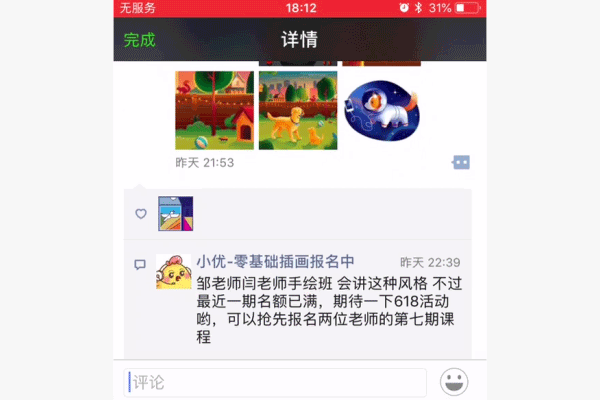 无服务 18:12 31%
完成 详情
昨天 21:53
小优-零基础插画报名中 昨天 22:39
邹老师闫老师手绘班 会讲这种风格 不过
最近一期名额已满，期待一下618活动
哟，可以抢先报名两位老师的第七期课
程
评论